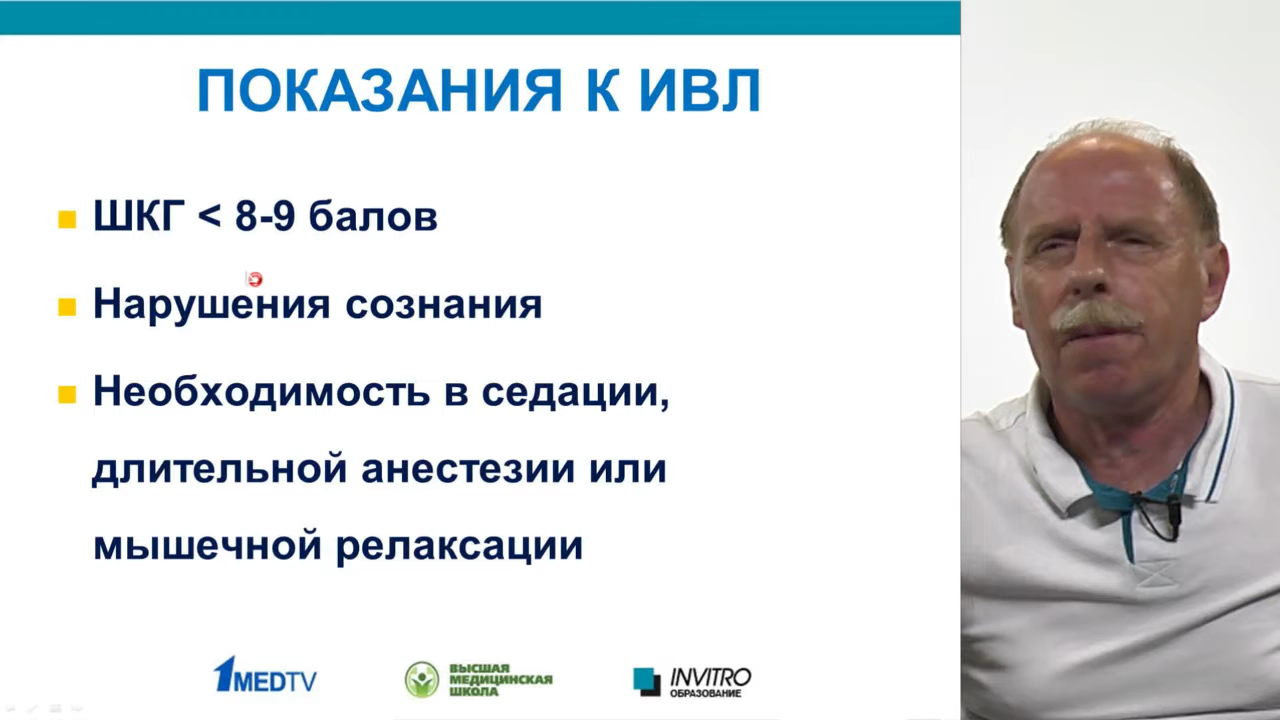 ПОКАЗАНИЯ К ИВЛ
ШКГ < 8-9 балов
Нарушения сознания
Необходимость в седации,
длительной анестезии или
мышечной релаксации
1MEDTV
ВЫСШАЯ
МЕДИЦИНСКАЯ
ШКОЛА
INVITRO
ОБРАЗОВАНИЕ